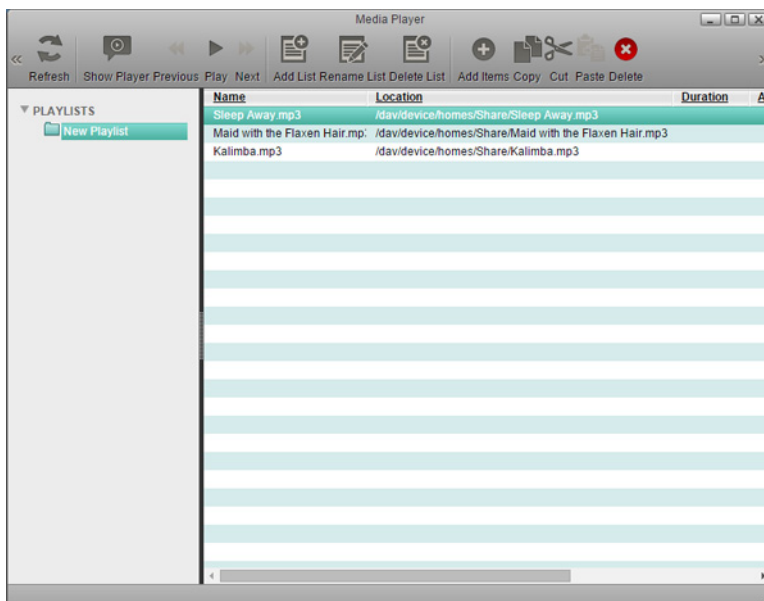 Media Player
Refresh Show Player Previous Play Next Add List Rename List Delete List Add Items Copy Cut Paste Delete
PLAYLISTS
New Playlist
Name Location Duration A
Sleep Away.mp3 /dav/device/homes/Share/Sleep Away.mp3
Maid with the Flaxen Hair.mp /dav/device/homes/Share/Maid with the Flaxen Hair.mp3
Kalimba.mp3 /dav/device/homes/Share/Kalimba.mp3